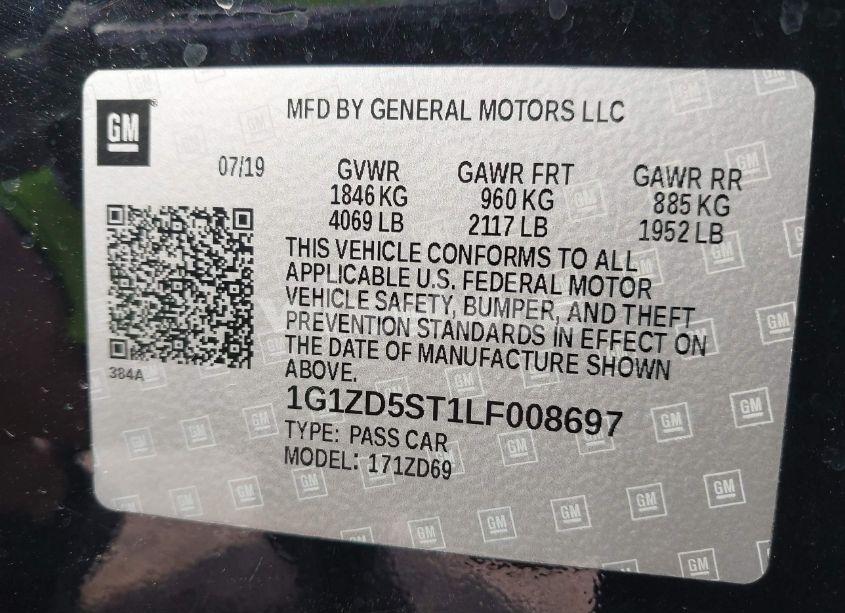 GM
MFD BY GENERAL MOTORS LLC
07/19
GVWR
1846 KG
4069 LB
GAWR FRT
960 KG
2117 LB
GAWR RR
885 KG
1952 LB
THIS VEHICLE CONFORMS TO ALL
APPLICABLE U.S. FEDERAL MOTOR
VEHICLE SAFETY, BUMPER, AND THEFT
PREVENTION STANDARDS IN EFFECT ON
THE DATE OF MANUFACTURE SHOWN
ABOVE.
384A
1G1ZD5ST1LF008697
TYPE: PASS CAR
MODEL: 171ZD69